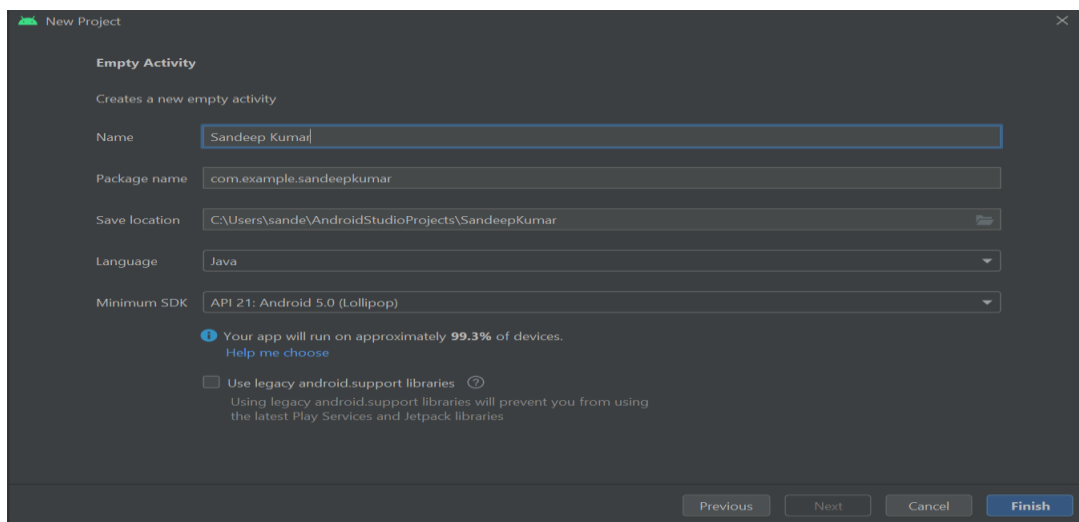 New Project
Empty Activity
Creates a new empty activity
Name Sandeep Kumar
Package name com.example.sandeepkumar
Save location C:\Users\sande\AndroidStudioProjects\SandeepKumar
Language Java
Minimum SDK API 21: Android 5.0 (Lollipop)
Your app will run on approximately 99.3% of devices.
Help me choose
Use legacy android.support libraries ?
Using legacy android.support libraries will prevent you from using
the latest Play Services and Jetpack libraries
Previous Next Cancel Finish